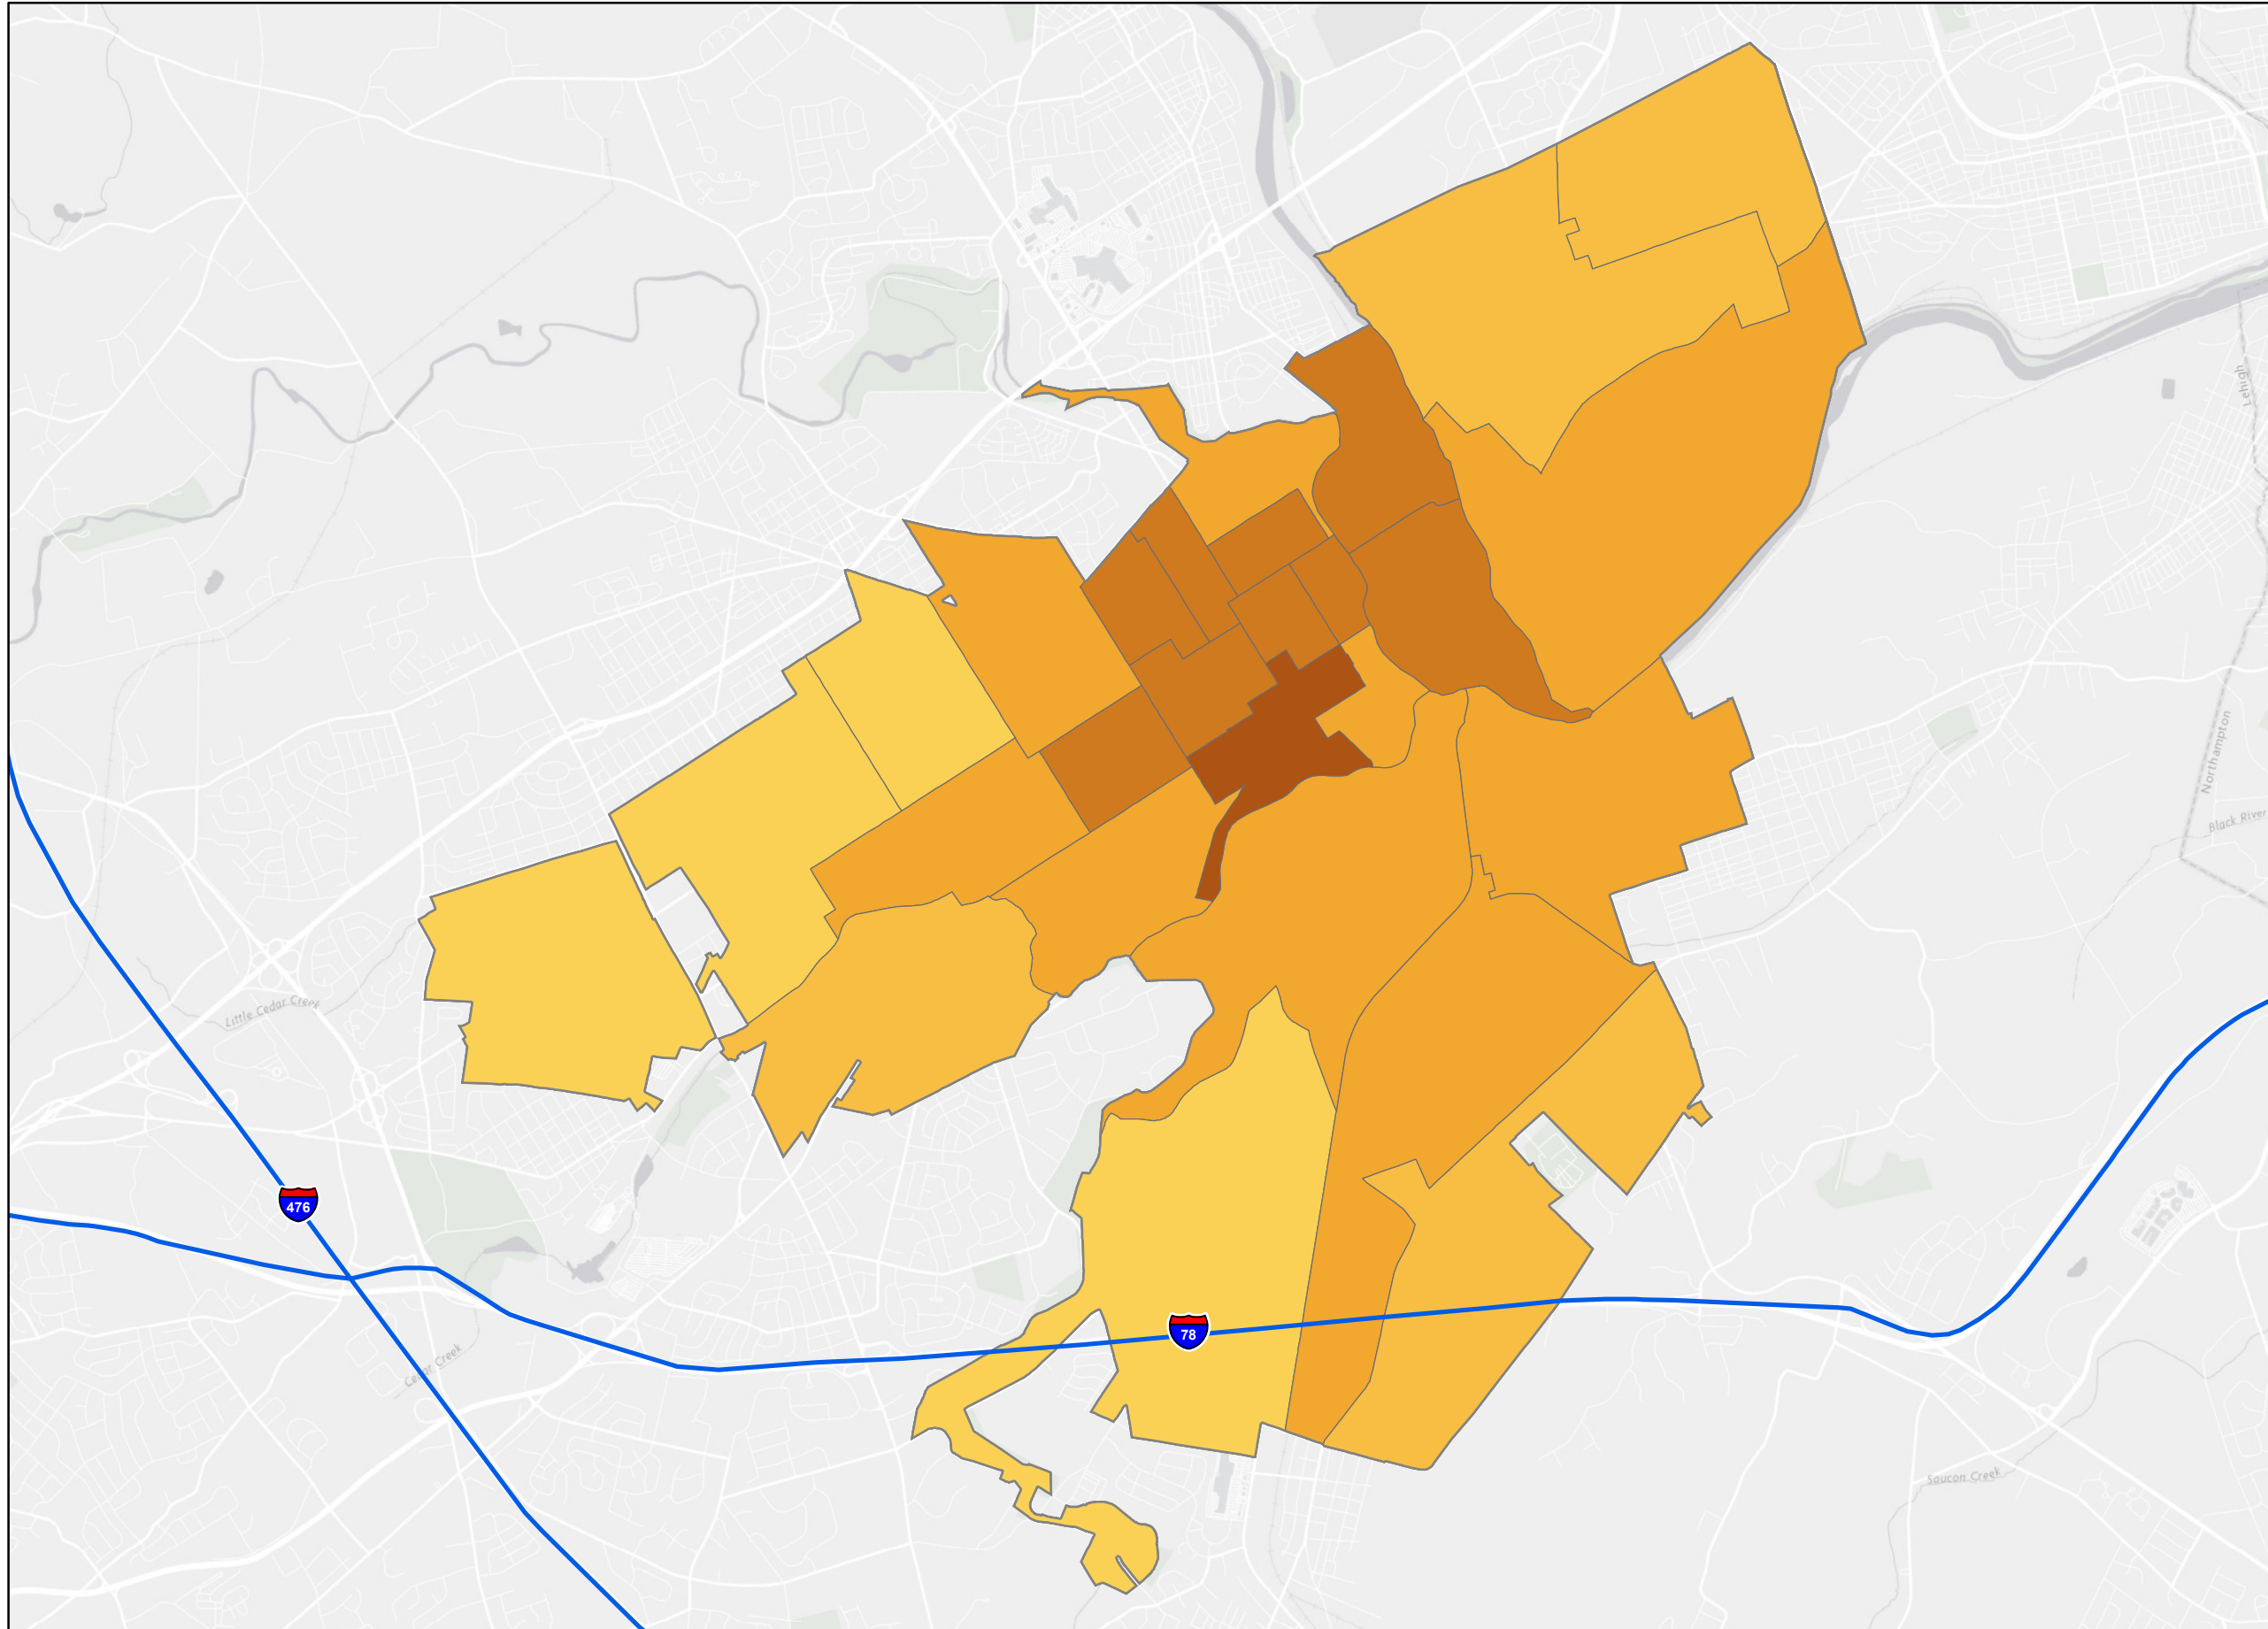 Lehigh
Northampton
Black River
Little Cedar Creek
476
78
Cedar Creek
Saucon Creek